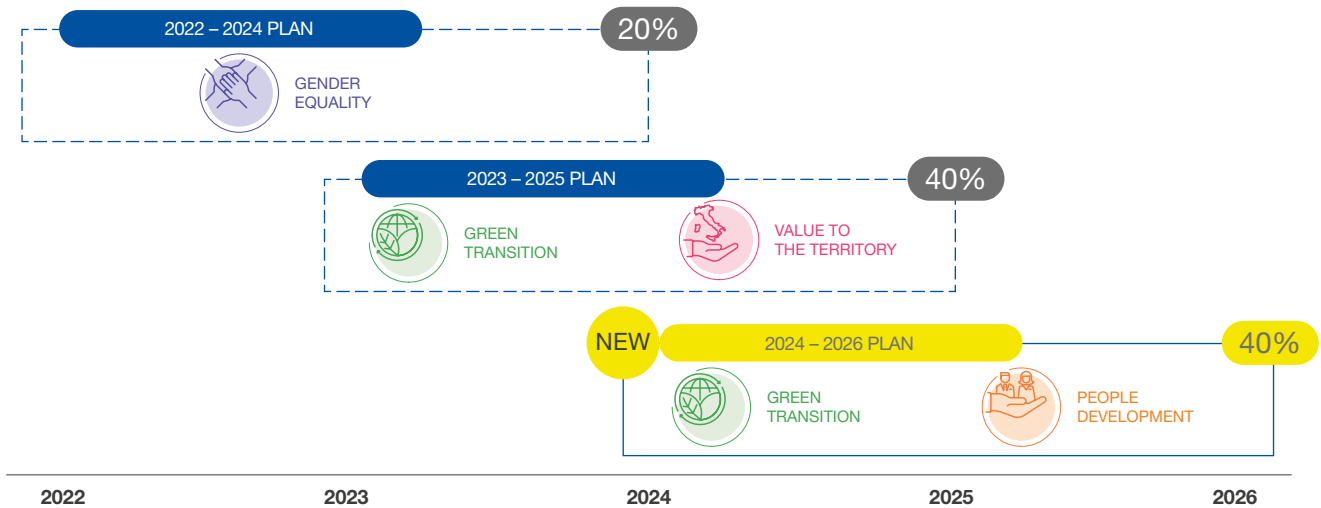 2022 – 2024 PLAN
20%
GENDER
EQUALITY
2023 – 2025 PLAN
40%
GREEN
TRANSITION
VALUE TO
THE TERRITORY
NEW
2024 – 2026 PLAN
40%
GREEN
TRANSITION
PEOPLE
DEVELOPMENT
2022
2023
2024
2025
2026